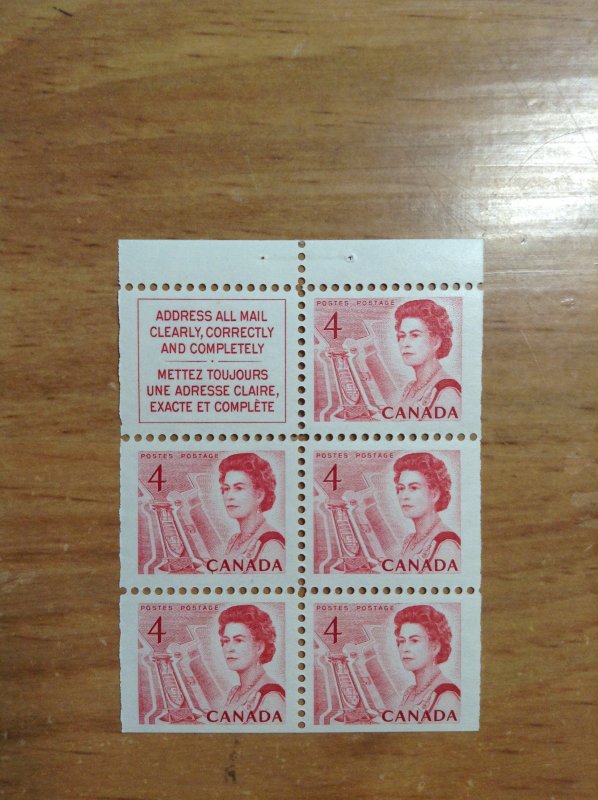 ADDRESS ALL MAIL
CLEARLY, CORRECTLY
AND COMPLETELY
METTEZ TOUJOURS
UNE ADRESSE CLAIRE,
EXACTE ET COMPLÈTE
POSTES POSTAGE
4
CANADA
POSTES POSTAGE
4
CANADA
POSTES POSTAGE
4
CANADA
POSTES POSTAGE
4
CANADA
POSTES POSTAGE
4
CANADA